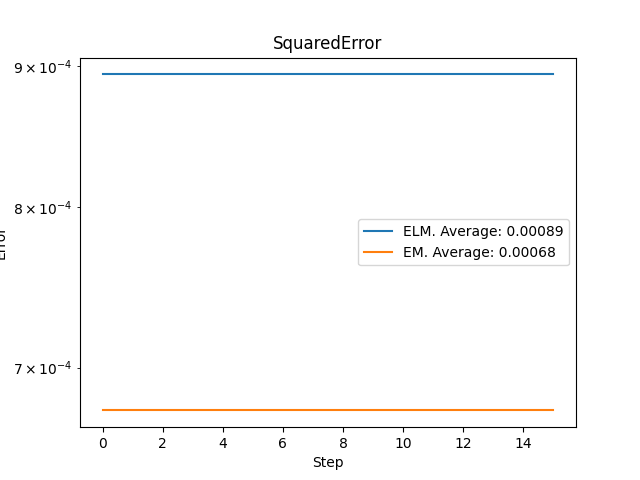 SquaredError
9 × 10⁻⁴
8 × 10⁻⁴
7 × 10⁻⁴
Error
ELM. Average: 0.00089
EM. Average: 0.00068
0 2 4 6 8 10 12 14
Step